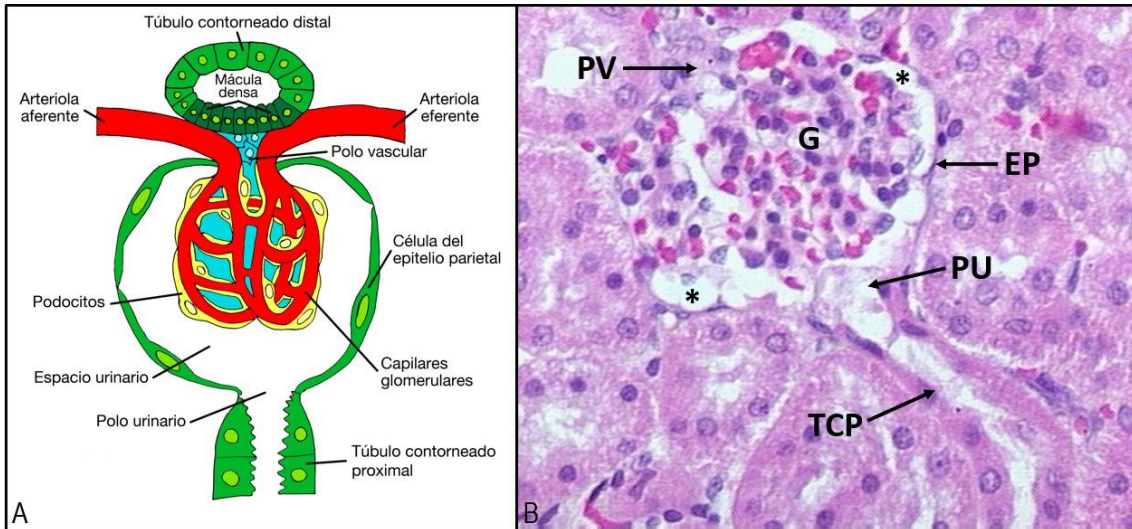 Túbulo contorneado distal
Mácula
densa
Arteriola
aferente
Arteriola
eferente
Polo vascular
Célula del
epitelio parietal
Podocitos
Espacio urinario
Capilares
glomerulares
Polo urinario
Túbulo contorneado
proximal
A
PV
*
G
EP
PU
*
TCP
B